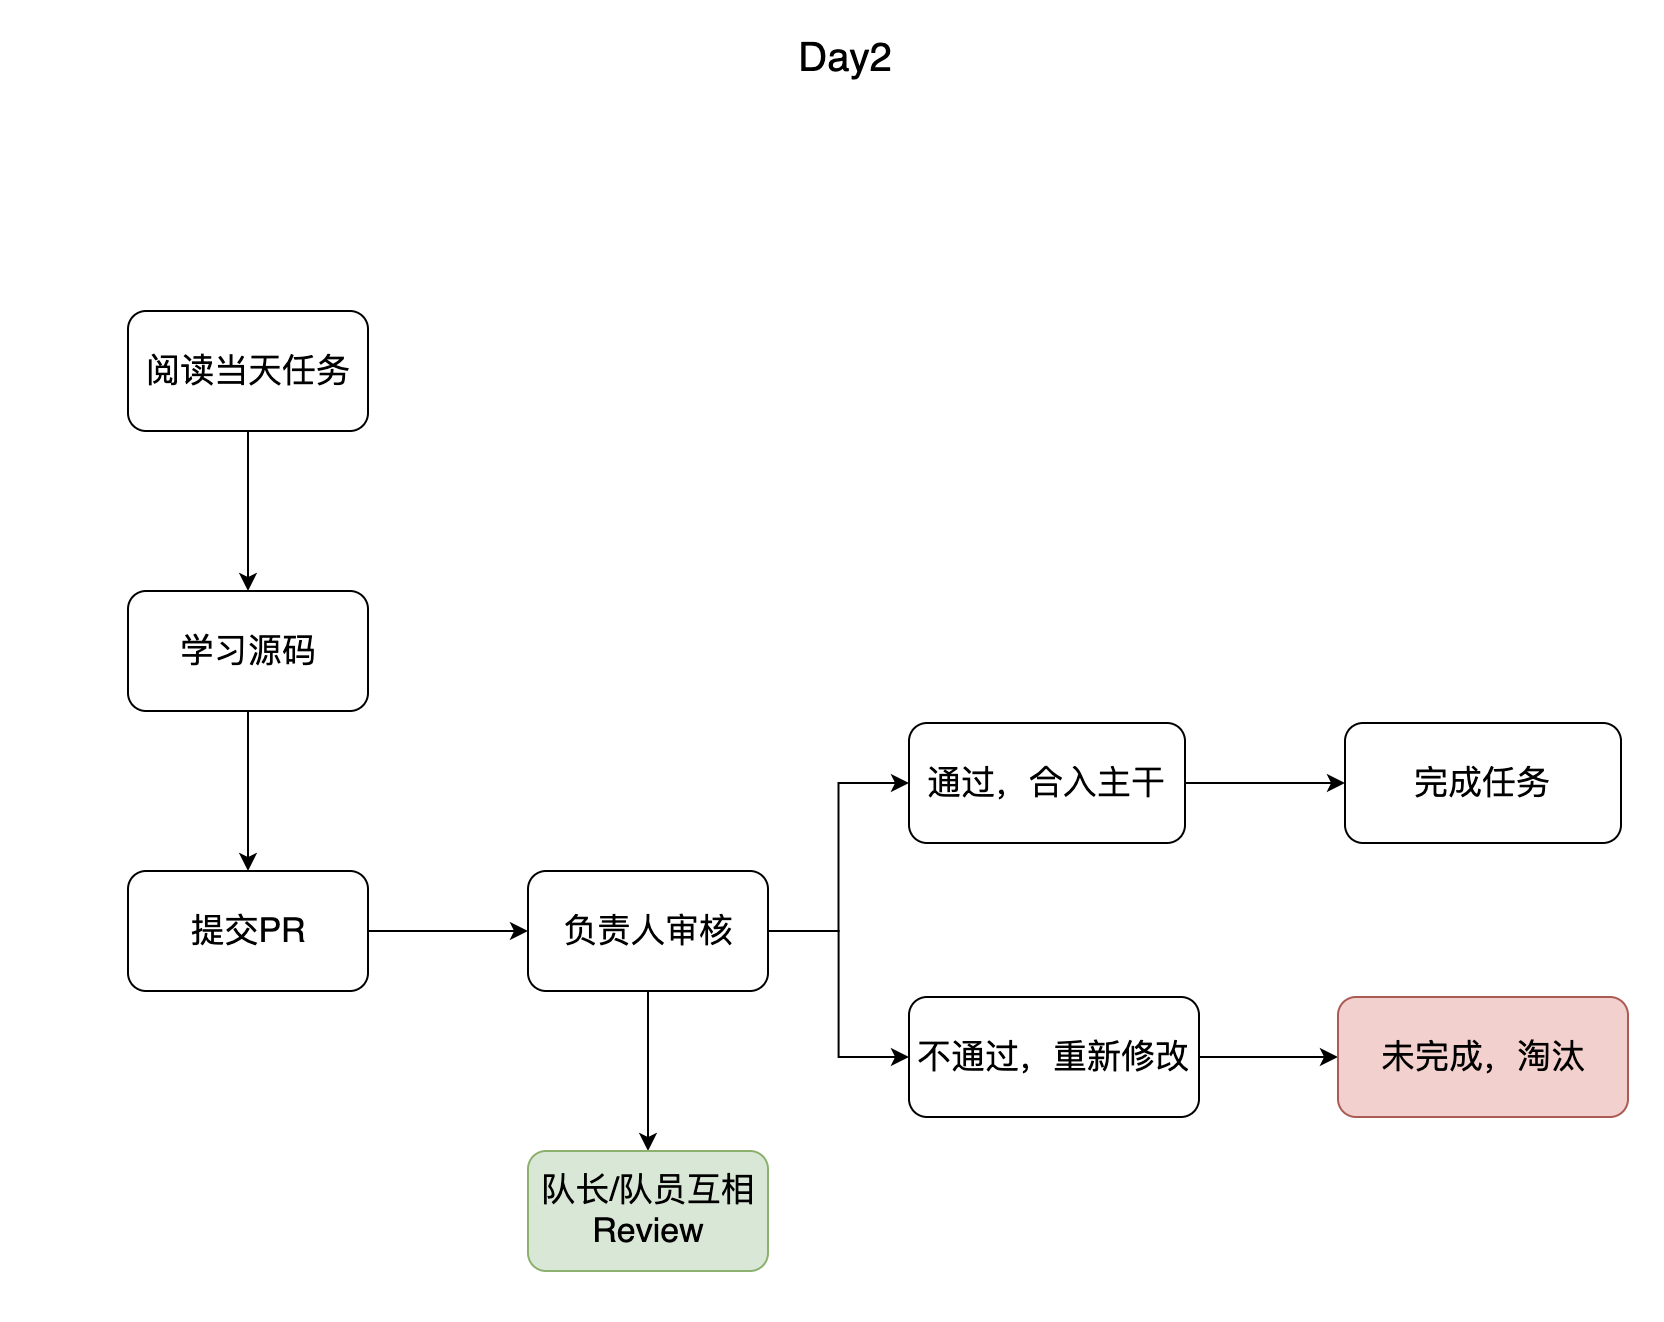 Day2
阅读当天任务
学习源码
提交PR
负责人审核
通过，合入主干
完成任务
不通过，重新修改
未完成，淘汰
队长/队员互相
Review